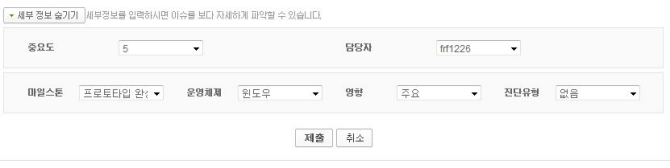 세부 정보 숨기기 세부정보를 입력하시면 이슈를 보다 자세하게 파악할 수 있습니다.
중요도 5 담당자 frf1226
마일스톤 프로토타입 완성 운영체제 윈도우 영향 주요 진단유형 없음
제출 취소